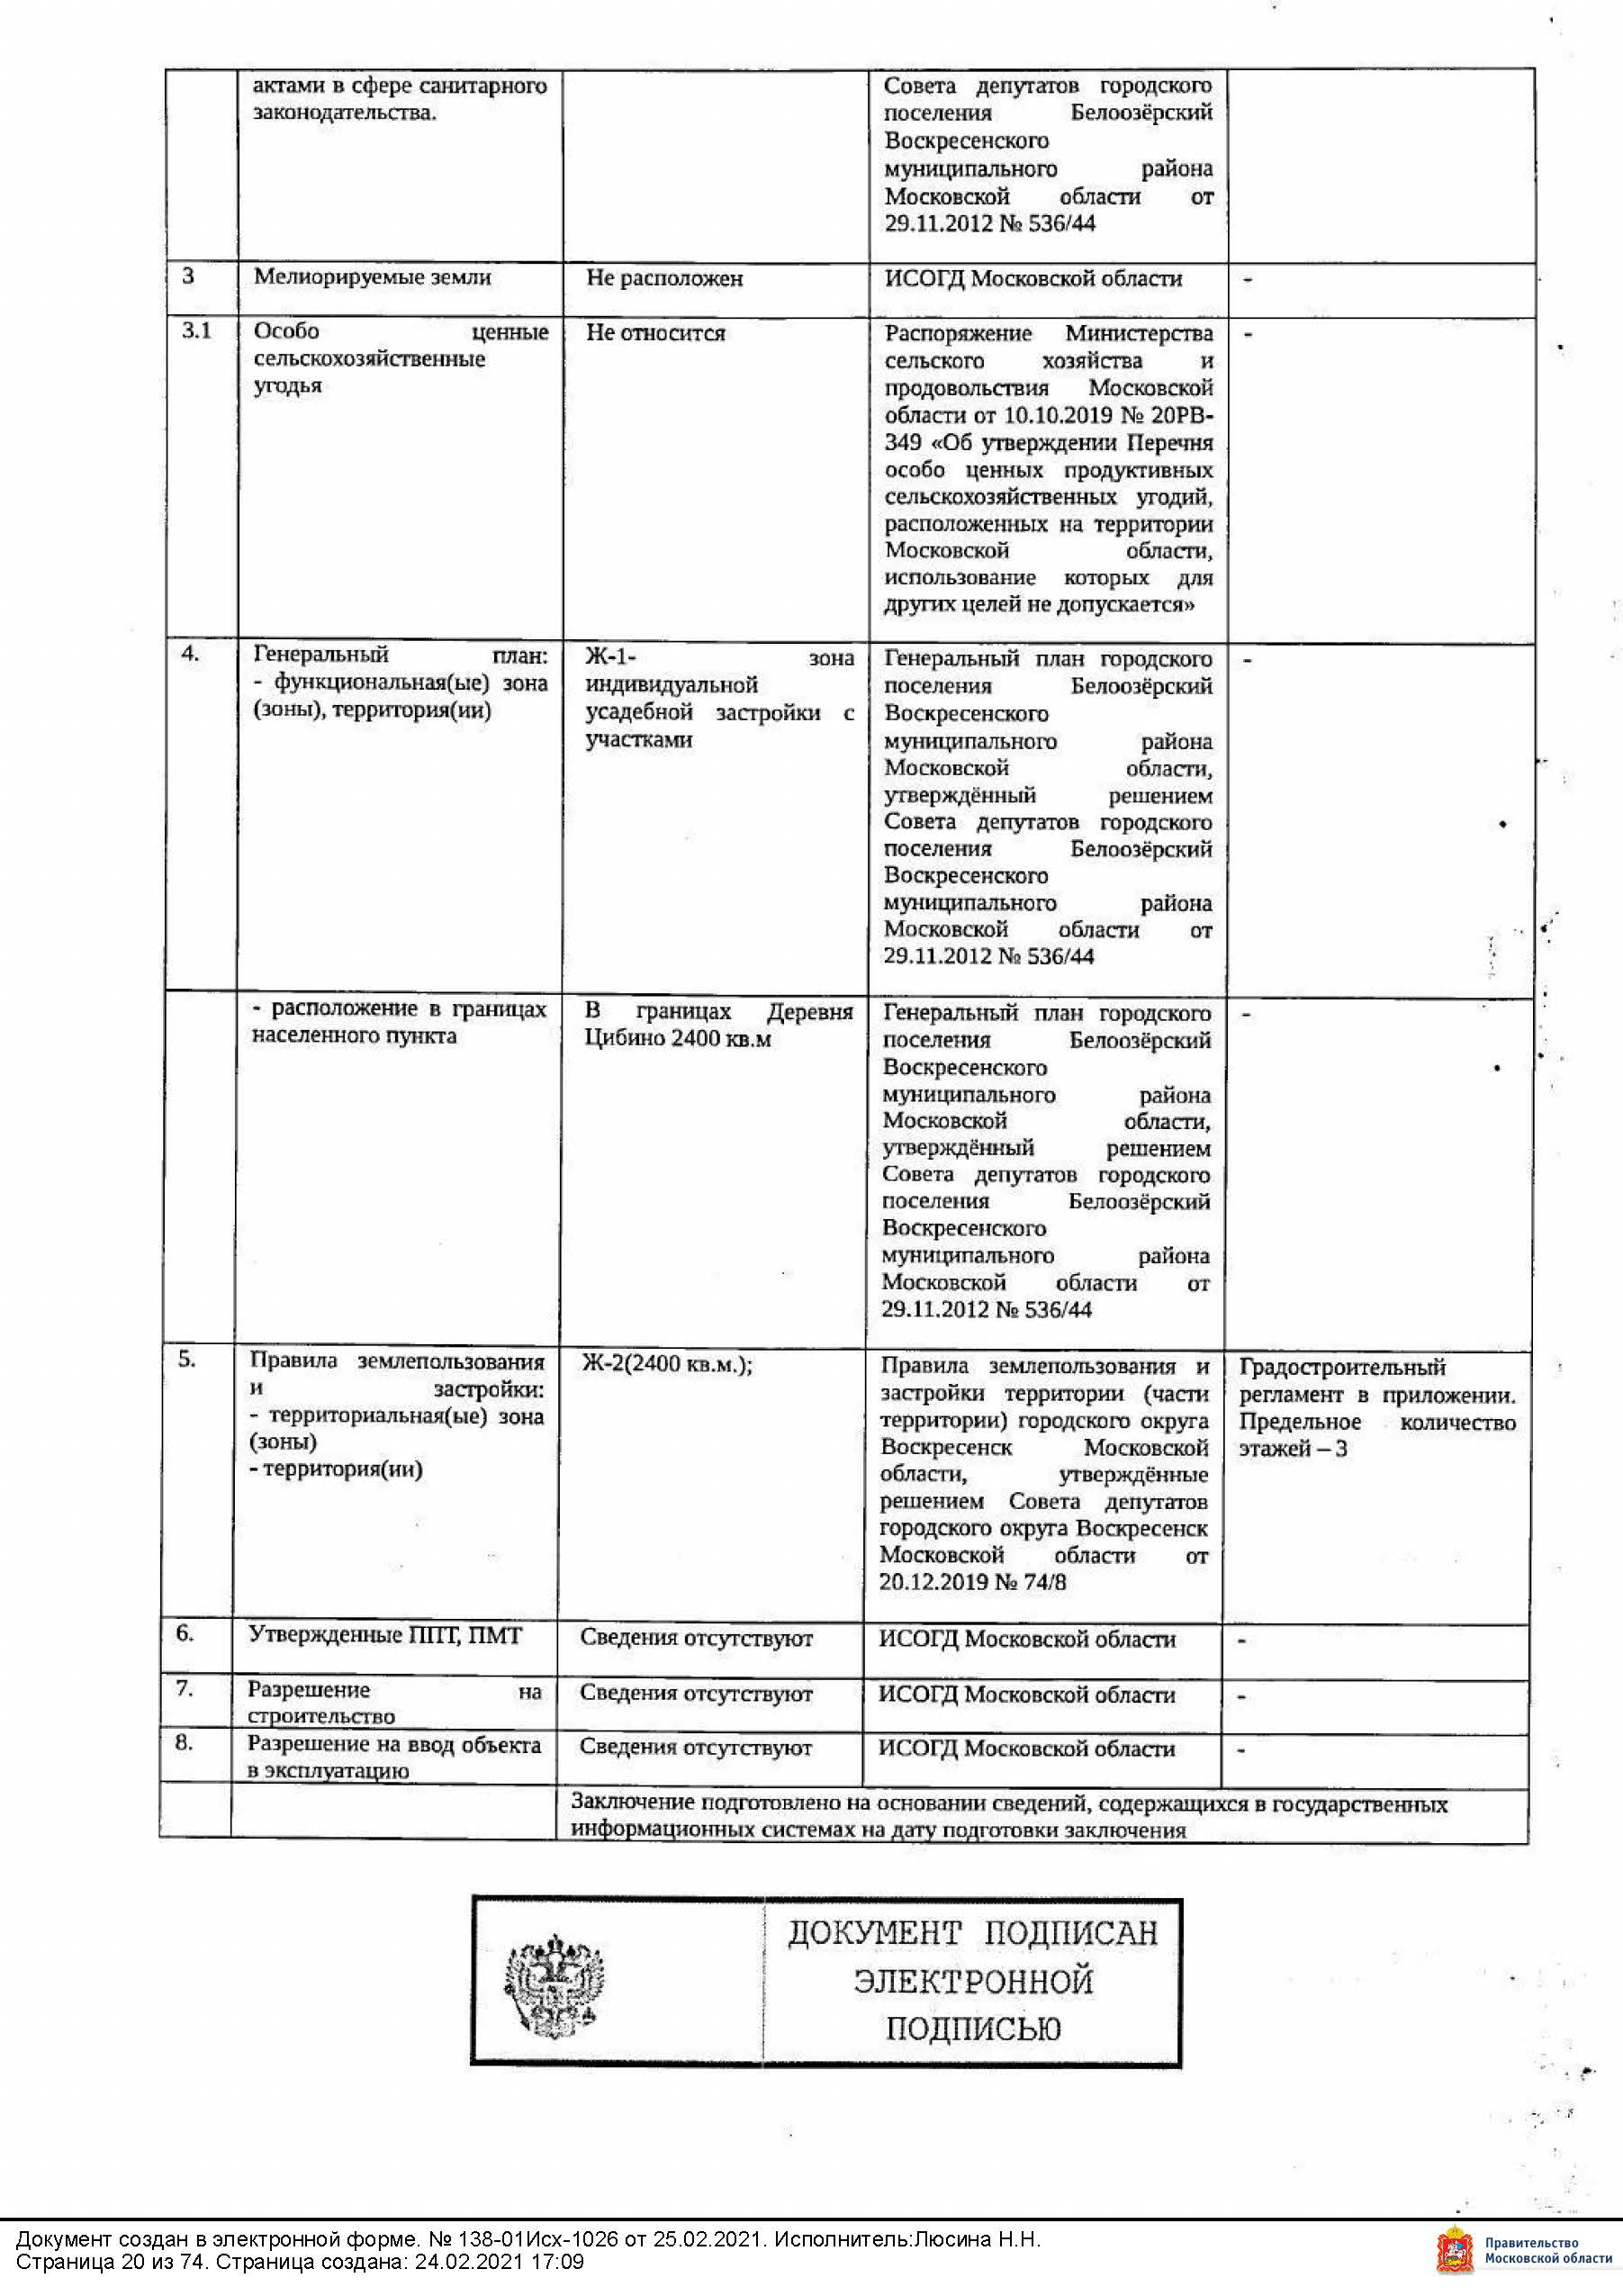 актами в сфере санитарного
законодательства.
Совета депутатов городского
поселения Белоозёрский
Воскресенского
муниципального района
Московской области от
29.11.2012 № 536/44
3
Мелиорируемые земли
Не расположен
ИСОГД Московской области
-
3.1
Особо ценные
сельскохозяйственные
угодья
Не относится
Распоряжение Министерства
сельского хозяйства и
продовольствия Московской
области от 10.10.2019 № 20РВ-
349 «Об утверждении Перечня
особо ценных продуктивных
сельскохозяйственных угодий,
расположенных на территории
Московской области,
использование которых для
других целей не допускается»
-
4.
Генеральный план:
- функциональная(ые) зона
(зоны), территория(ии)
Ж-1- зона
индивидуальной
усадебной застройки с
участками
Генеральный план городского
поселения Белоозёрский
Воскресенского
муниципального района
Московской области,
утверждённый решением
Совета депутатов городского
поселения Белоозёрский
Воскресенского
муниципального района
Московской области от
29.11.2012 № 536/44
-
- расположение в границах
населенного пункта
В границах Деревня
Цибино 2400 кв.м
Генеральный план городского
поселения Белоозёрский
Воскресенского
муниципального района
Московской области,
утверждённый решением
Совета депутатов городского
поселения Белоозёрский
Воскресенского
муниципального района
Московской области от
29.11.2012 № 536/44
-
5.
Правила землепользования
и застройки:
- территориальная(ые) зона
(зоны)
- территория(ии)
Ж-2(2400 кв.м.);
Правила землепользования и
застройки территории (части
территории) городского округа
Воскресенск Московской
области, утверждённые
решением Совета депутатов
городского округа Воскресенск
Московской области от
20.12.2019 № 74/8
Градостроительный
регламент в приложении.
Предельное количество
этажей – 3
6.
Утвержденные ППТ, ПМТ
Сведения отсутствуют
ИСОГД Московской области
-
7.
Разрешение на
строительство
Сведения отсутствуют
ИСОГД Московской области
-
8.
Разрешение на ввод объекта
в эксплуатацию
Сведения отсутствуют
ИСОГД Московской области
-
Заключение подготовлено на основании сведений, содержащихся в государственных
информационных системах на дату подготовки заключения
ДОКУМЕНТ ПОДПИСАН
ЭЛЕКТРОННОЙ
ПОДПИСЬЮ
Документ создан в электронной форме. № 138-01Исх-1026 от 25.02.2021. Исполнитель:Люсина Н.Н.
Страница 20 из 74. Страница создана: 24.02.2021 17:09
Правительство
Московской области